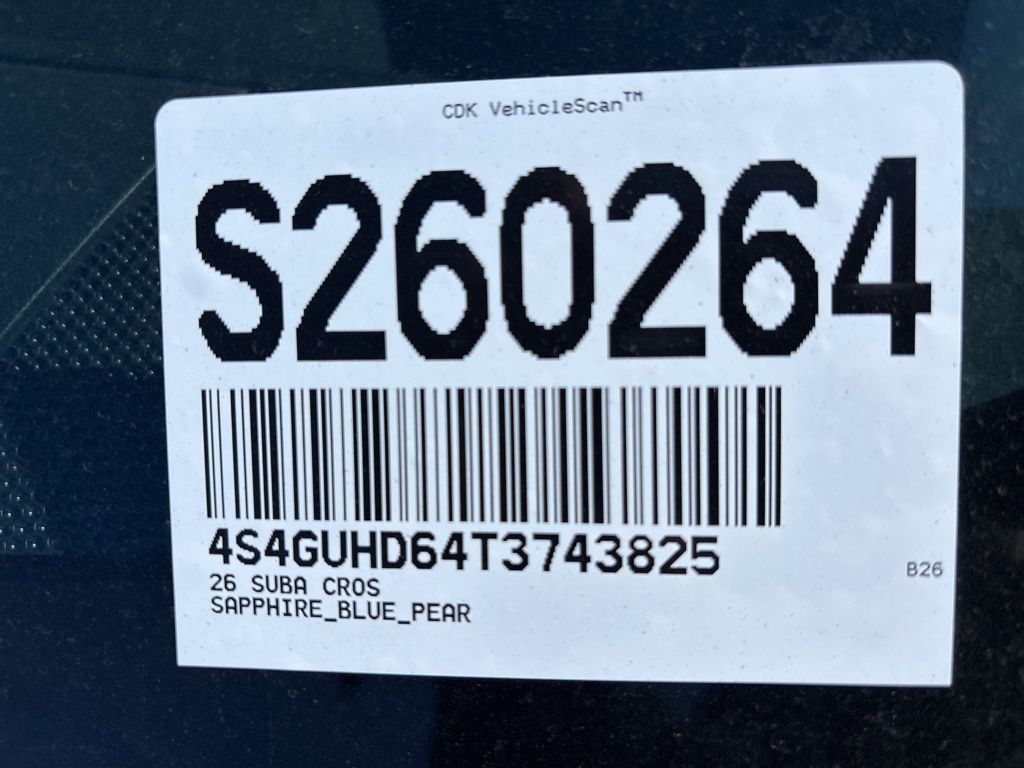 CDK VehicleScan™
S260264
4S4GUHD64T3743825
26 SUBA CROS
B26
SAPPHIRE_BLUE_PEAR